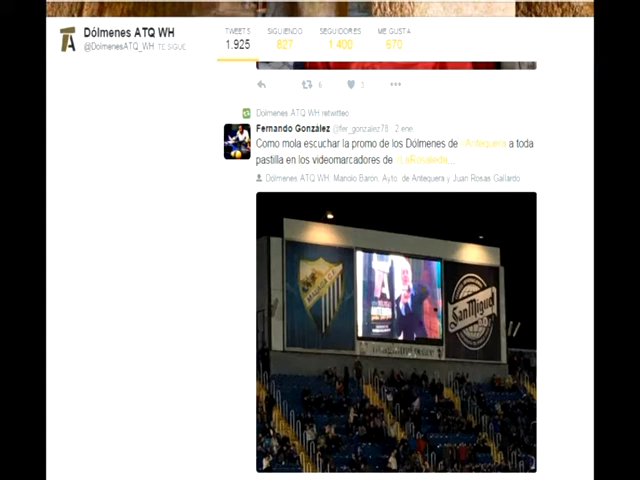 Dólmenes ATQ WH
@DolmenesATQ_WH TE SIGUE
TWEETS
1.925
SIGUIENDO
827
SEGUIDORES
1.400
ME GUSTA
670
6
3
Dólmenes ATQ WH retwitteó
Fernando González @fer_gonzalez78 · 2 ene
Como mola escuchar la promo de los Dólmenes de #Antequera a toda
pastilla en los videomarcadores de #LaRosaleda...
Dólmenes ATQ WH, Manolo Barón, Ayto. de Antequera y Juan Rosas Gallardo
MALAGA C.F.
TA
San Miguel